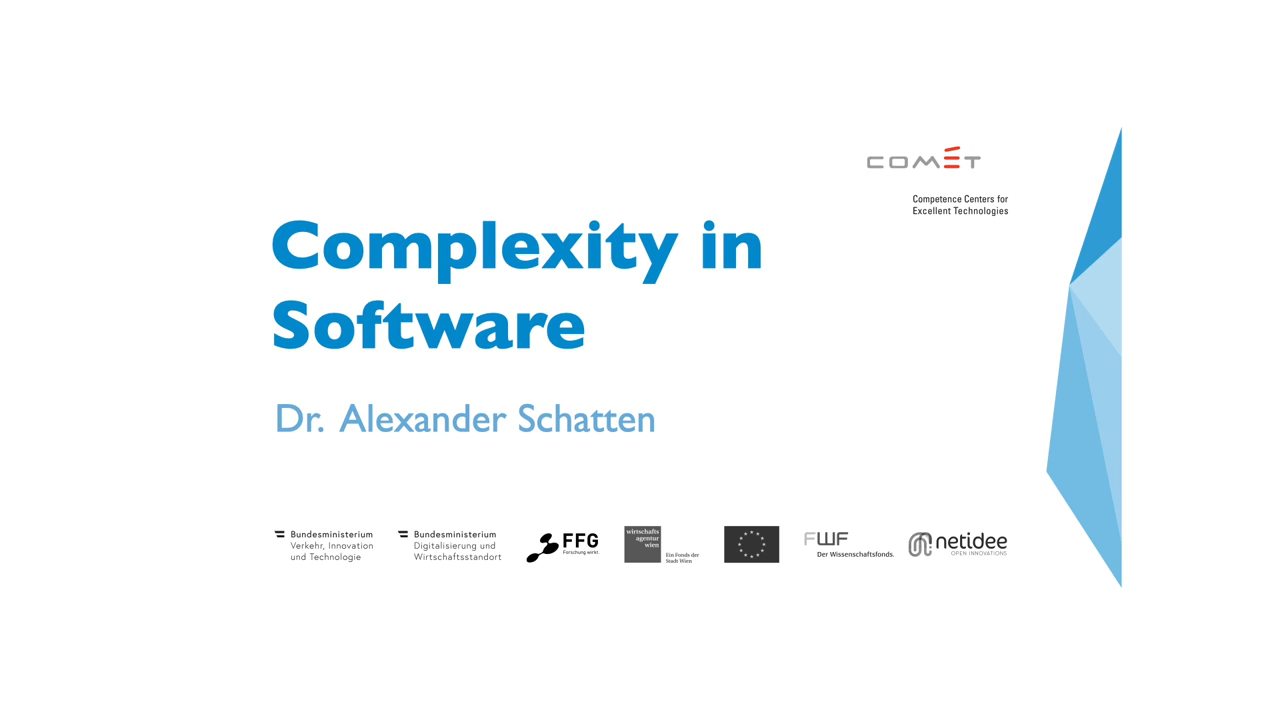 COMET
Competence Centers for
Excellent Technologies
Complexity in
Software
Dr. Alexander Schatten
Bundesministerium
Verkehr, Innovation
und Technologie
Bundesministerium
Digitalisierung und
Wirtschaftsstandort
FFG
Forschung wirkt.
wirtschafts
agentur
wien
Ein Fonds der
Stadt Wien
FWF
Der Wissenschaftsfonds.
netidee
OPEN INNOVATIONS